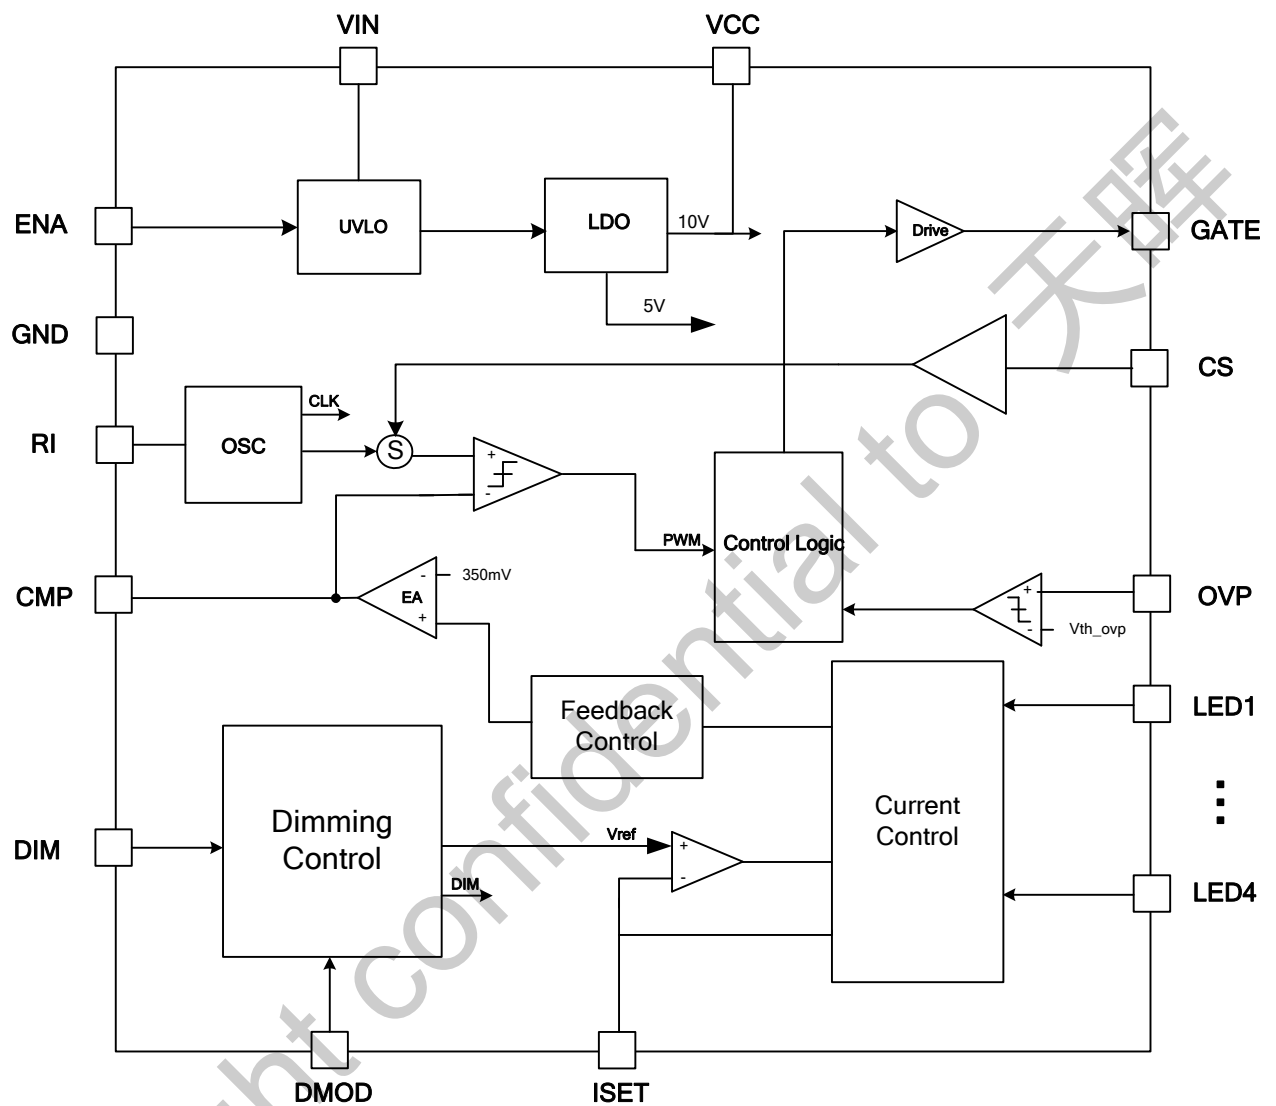 VIN
VCC
ENA
UVLO
LDO
10V
Drive
GATE
GND
5V
CS
RI
OSC
CLK
S
+
-
PWM
Control Logic
CMP
EA
-
+
350mV
OVP
+
-
Vth_ovp
Feedback
Control
LED1
Current
Control
Dimming
Control
DIM
Vref
+
-
DIM
LED4
DMOD
ISET
ght confidential to 天晖